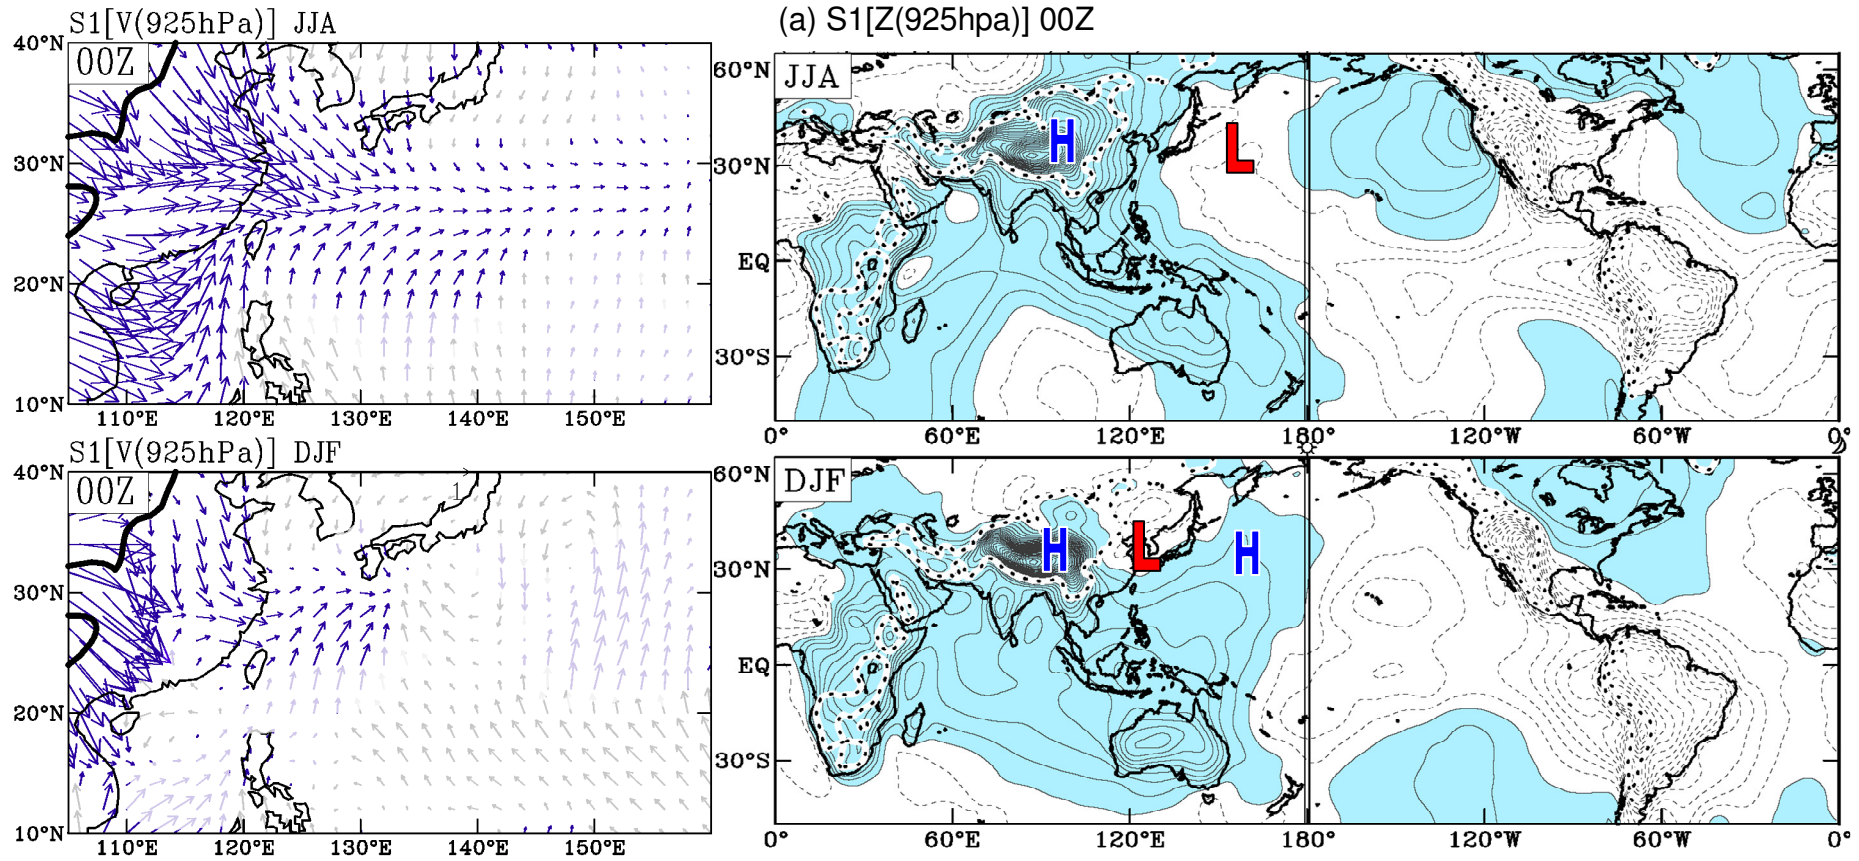 S1[V(925hPa)] JJA
00Z
40°N
30°N
20°N
10°N
110°E 120°E 130°E 140°E 150°E
S1[V(925hPa)] DJF
00Z
1
40°N
30°N
20°N
10°N
110°E 120°E 130°E 140°E 150°E
(a) S1[Z(925hpa)] 00Z
JJA
60°N
30°N
EQ
30°S
H
L
0° 60°E 120°E 180° 120°W 60°W 0°
DJF
60°N
30°N
EQ
30°S
H
L
H
0° 60°E 120°E 180° 120°W 60°W 0°